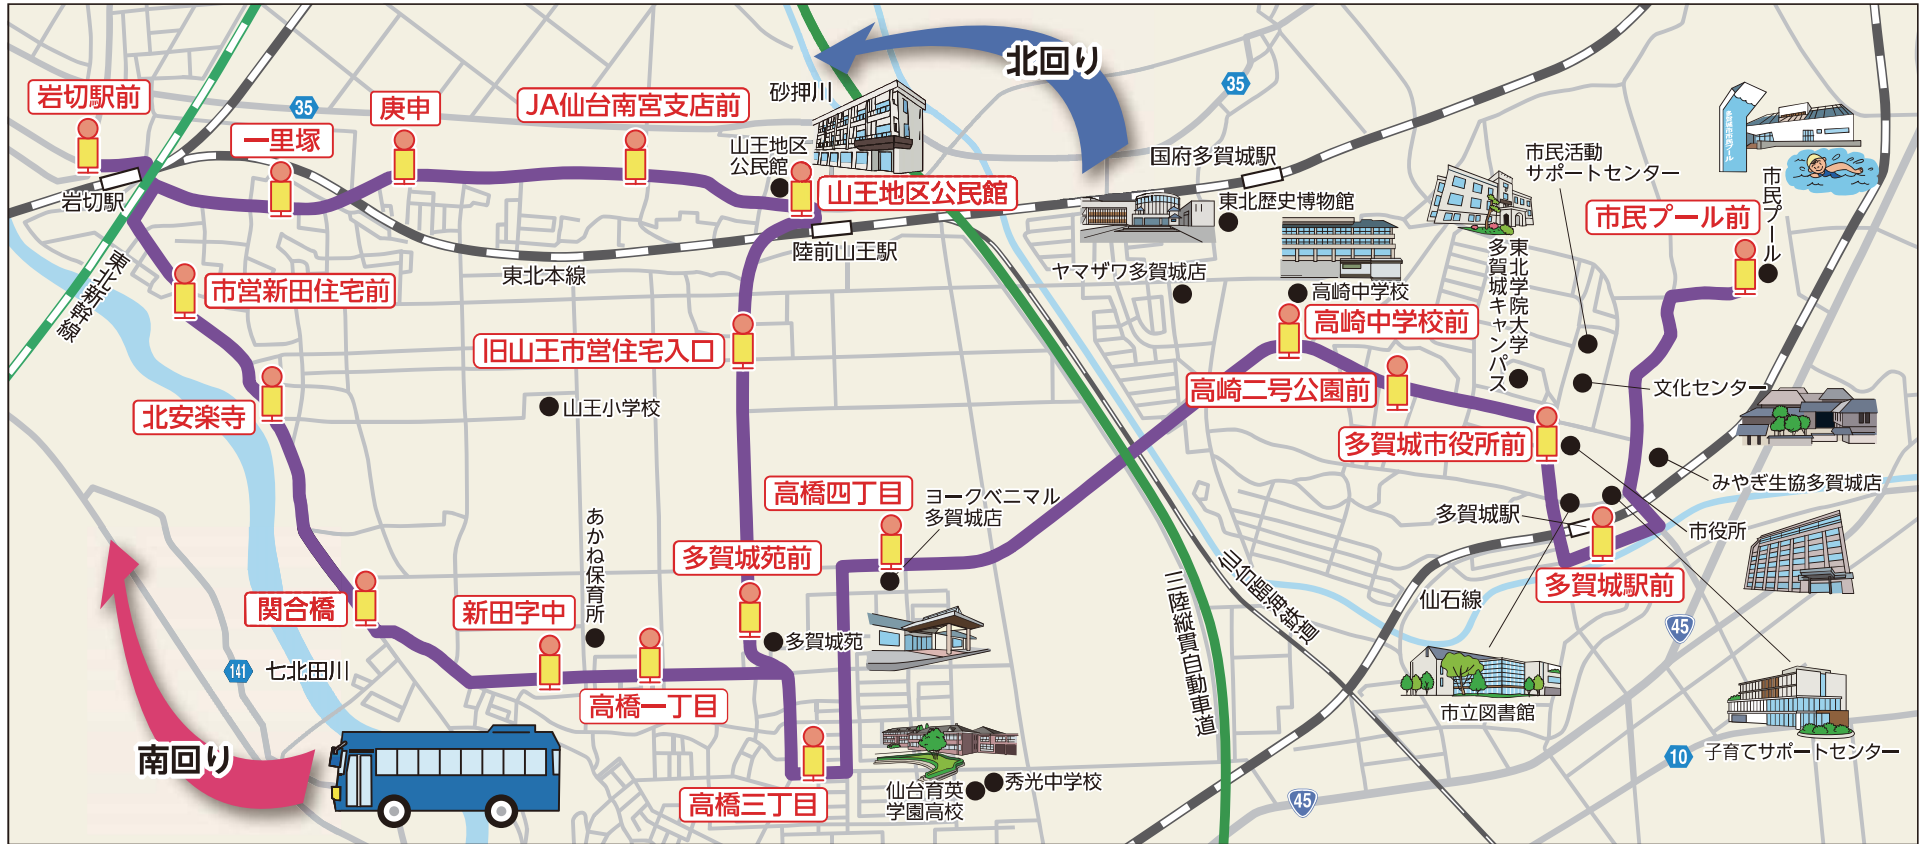 北回り
35
35
砂押川
岩切駅前
庚申
JA仙台南宮支店前
一里塚
山王地区
公民館
山王地区公民館
国府多賀城駅
東北歴史博物館
市民活動
サポートセンター
多賀城市市民プール
市民プール
市民プール前
岩切駅
東北新幹線
東北本線
陸前山王駅
市営新田住宅前
ヤマザワ多賀城店
高崎中学校
高崎中学校前
東北学院大学
多賀城キャンパス
旧山王市営住宅入口
高崎二号公園前
文化センター
北安楽寺
山王小学校
多賀城市役所前
みやぎ生協多賀城店
高橋四丁目
ヨークベニマル
多賀城店
多賀城駅
市役所
あかね保育所
多賀城苑前
三陸縦貫自動車道
仙台臨海鉄道
多賀城駅前
仙石線
関合橋
新田字中
多賀城苑
45
141
七北田川
高橋一丁目
市立図書館
南回り
高橋三丁目
仙台育英
学園高校
秀光中学校
10
子育てサポートセンター
45